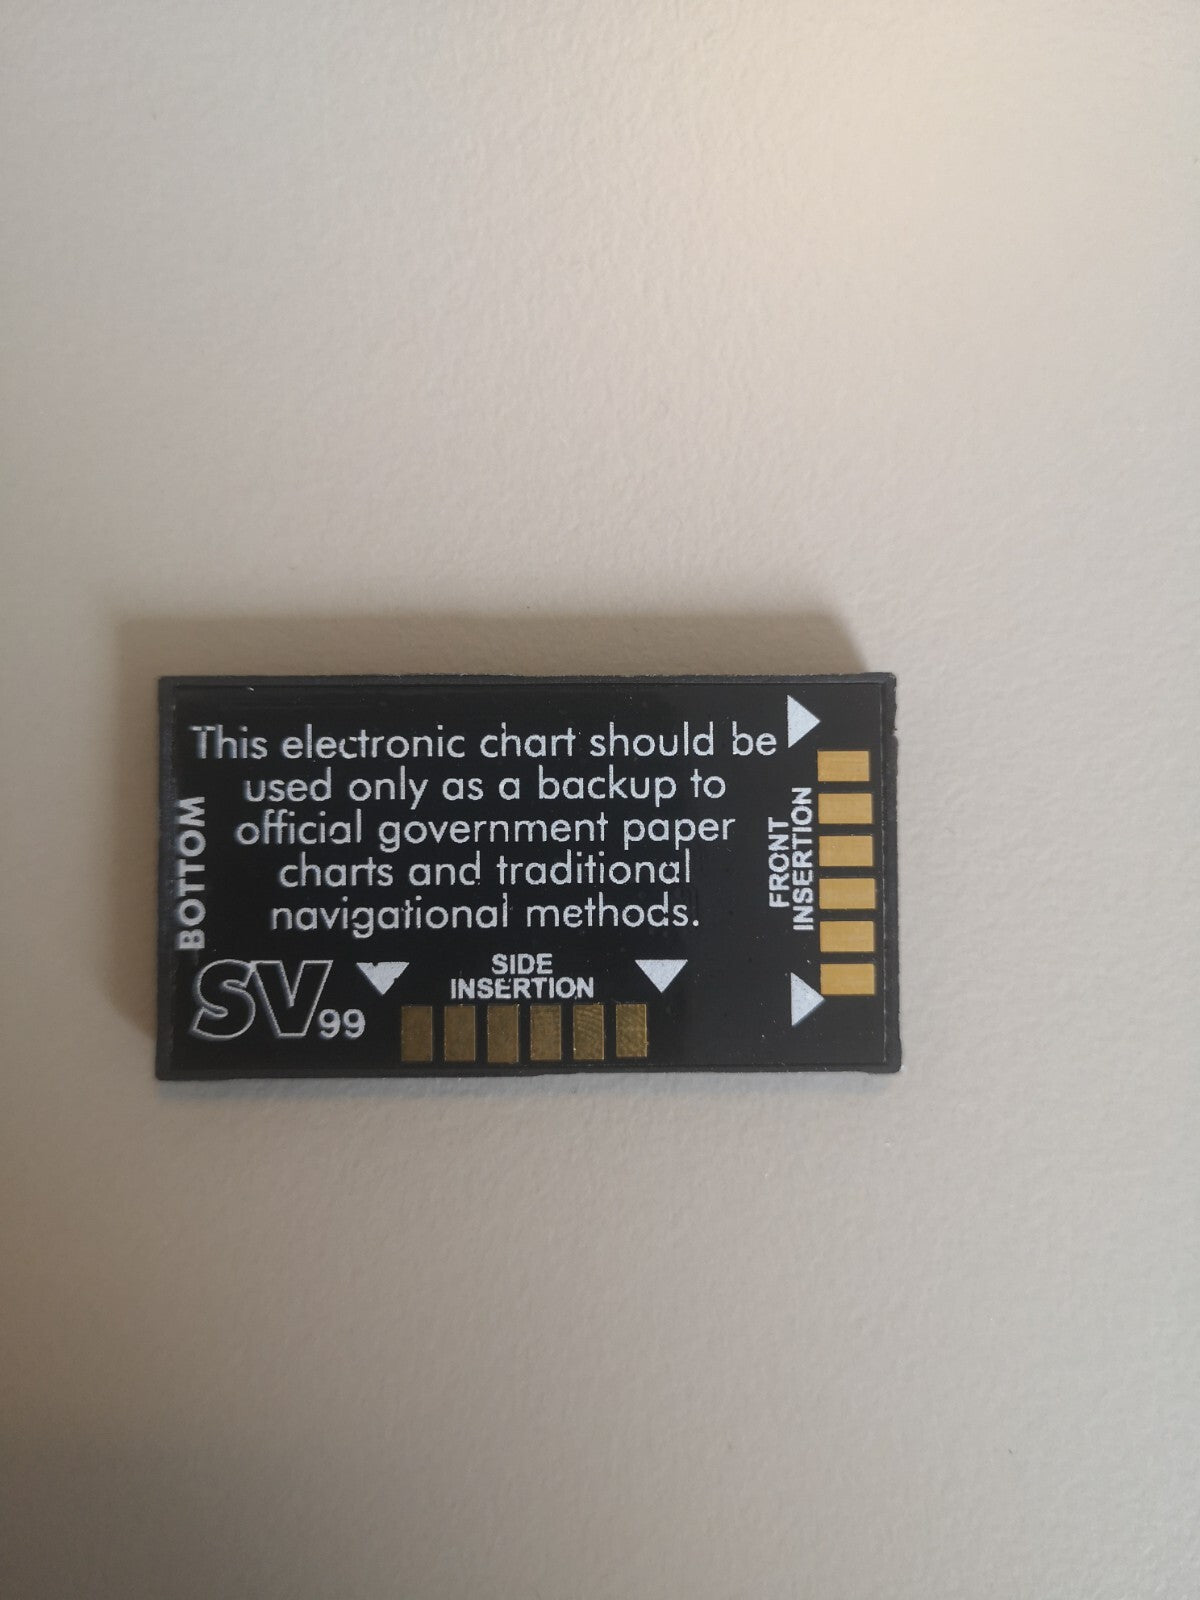 This electronic chart should be
used only as a backup to
official government paper
charts and traditional
navigational methods.
BOTTOM
FRONT
INSERTION
SIDE
INSERTION
SV99